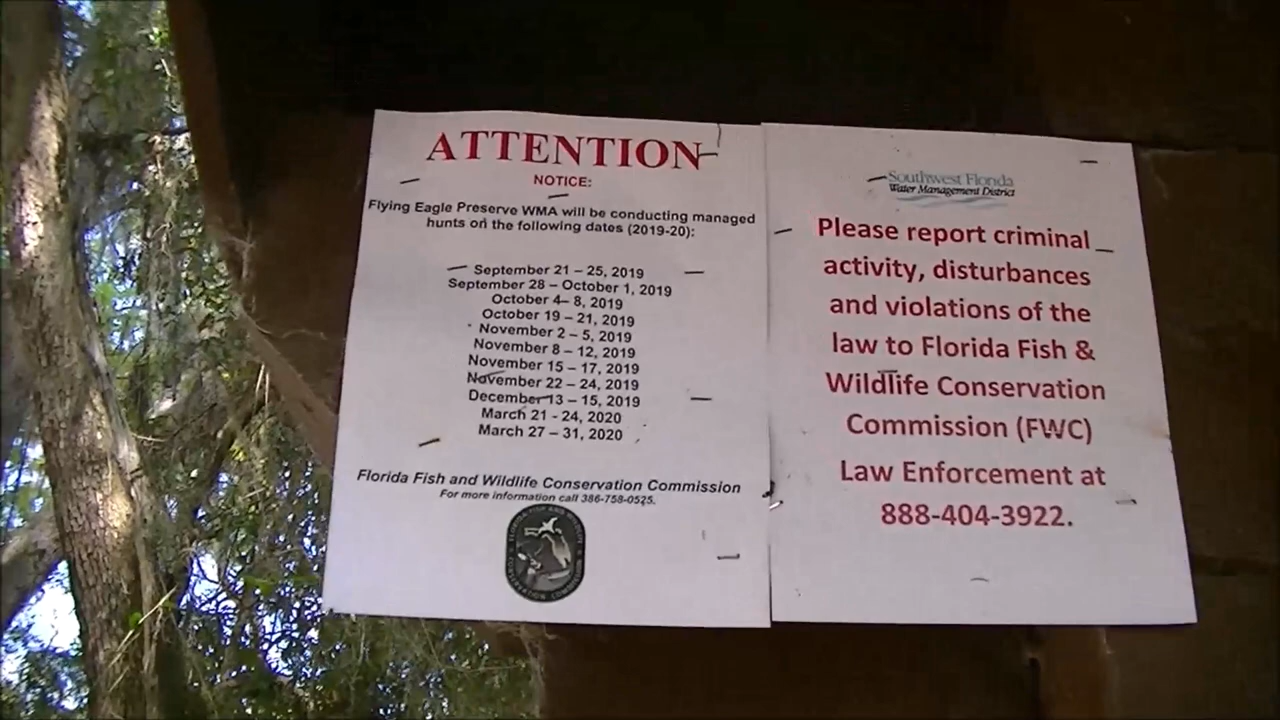 ATTENTION
NOTICE:
Flying Eagle Preserve WMA will be conducting managed
hunts on the following dates (2019-20):
September 21 – 25, 2019
September 28 – October 1, 2019
October 4– 8, 2019
October 19 – 21, 2019
November 2 – 5, 2019
November 8 – 12, 2019
November 15 – 17, 2019
November 22 – 24, 2019
December 13 – 15, 2019
March 21 - 24, 2020
March 27 – 31, 2020
Florida Fish and Wildlife Conservation Commission
For more information call 386-758-0525.
Southwest Florida
Water Management District
Please report criminal
activity, disturbances
and violations of the
law to Florida Fish &
Wildlife Conservation
Commission (FWC)
Law Enforcement at
888-404-3922.